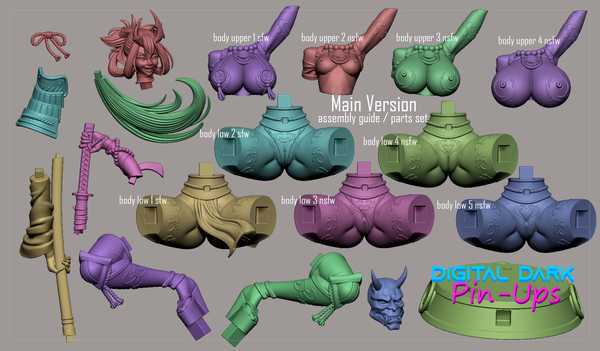 body upper 1 sfw
body upper 2 nsfw
body upper 3 nsfw
body upper 4 nsfw
Main Version
assembly guide / parts set
body low 2 sfw
body low 4 nsfw
body low 1 sfw
body low 3 nsfw
body low 5 nsfw
DIGITAL DARK
Pin-Ups